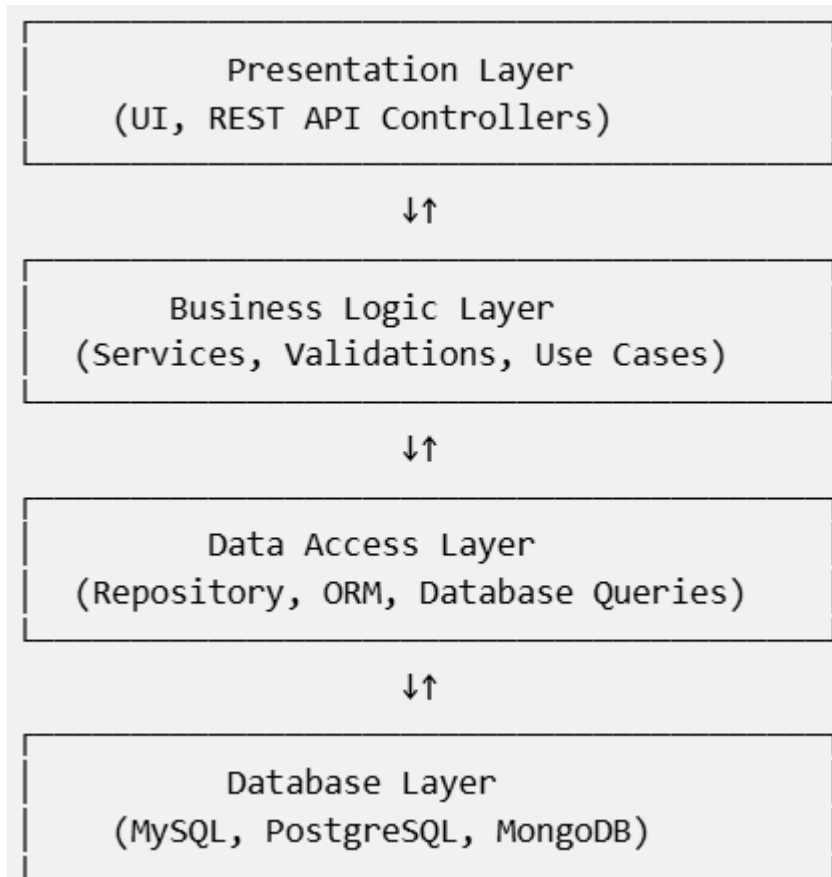 Presentation Layer
(UI, REST API Controllers)
↓↑
Business Logic Layer
(Services, Validations, Use Cases)
↓↑
Data Access Layer
(Repository, ORM, Database Queries)
↓↑
Database Layer
(MySQL, PostgreSQL, MongoDB)